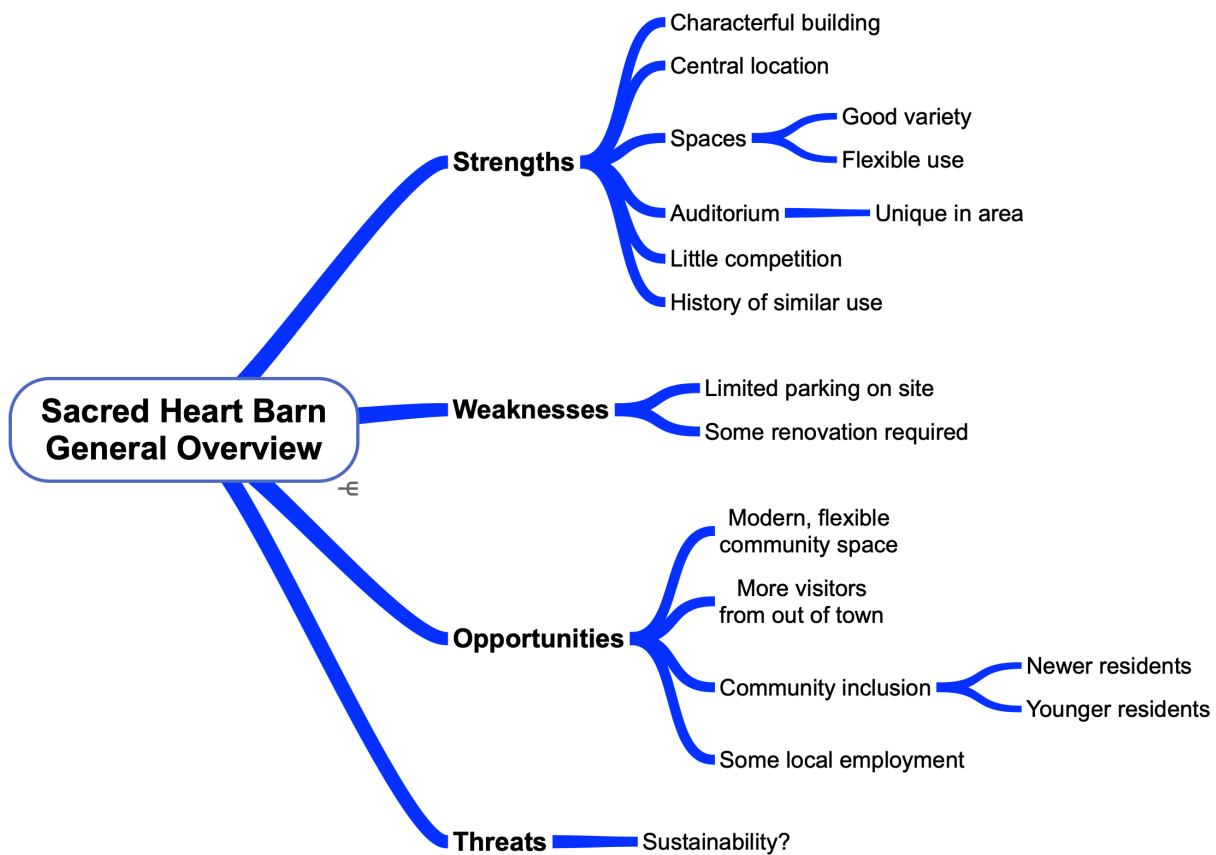 Sacred Heart Barn
General Overview
Strengths
Characterful building
Central location
Spaces
Good variety
Flexible use
Auditorium
Unique in area
Little competition
History of similar use
Weaknesses
Limited parking on site
Some renovation required
Opportunities
Modern, flexible
community space
More visitors
from out of town
Community inclusion
Newer residents
Younger residents
Some local employment
Threats
Sustainability?